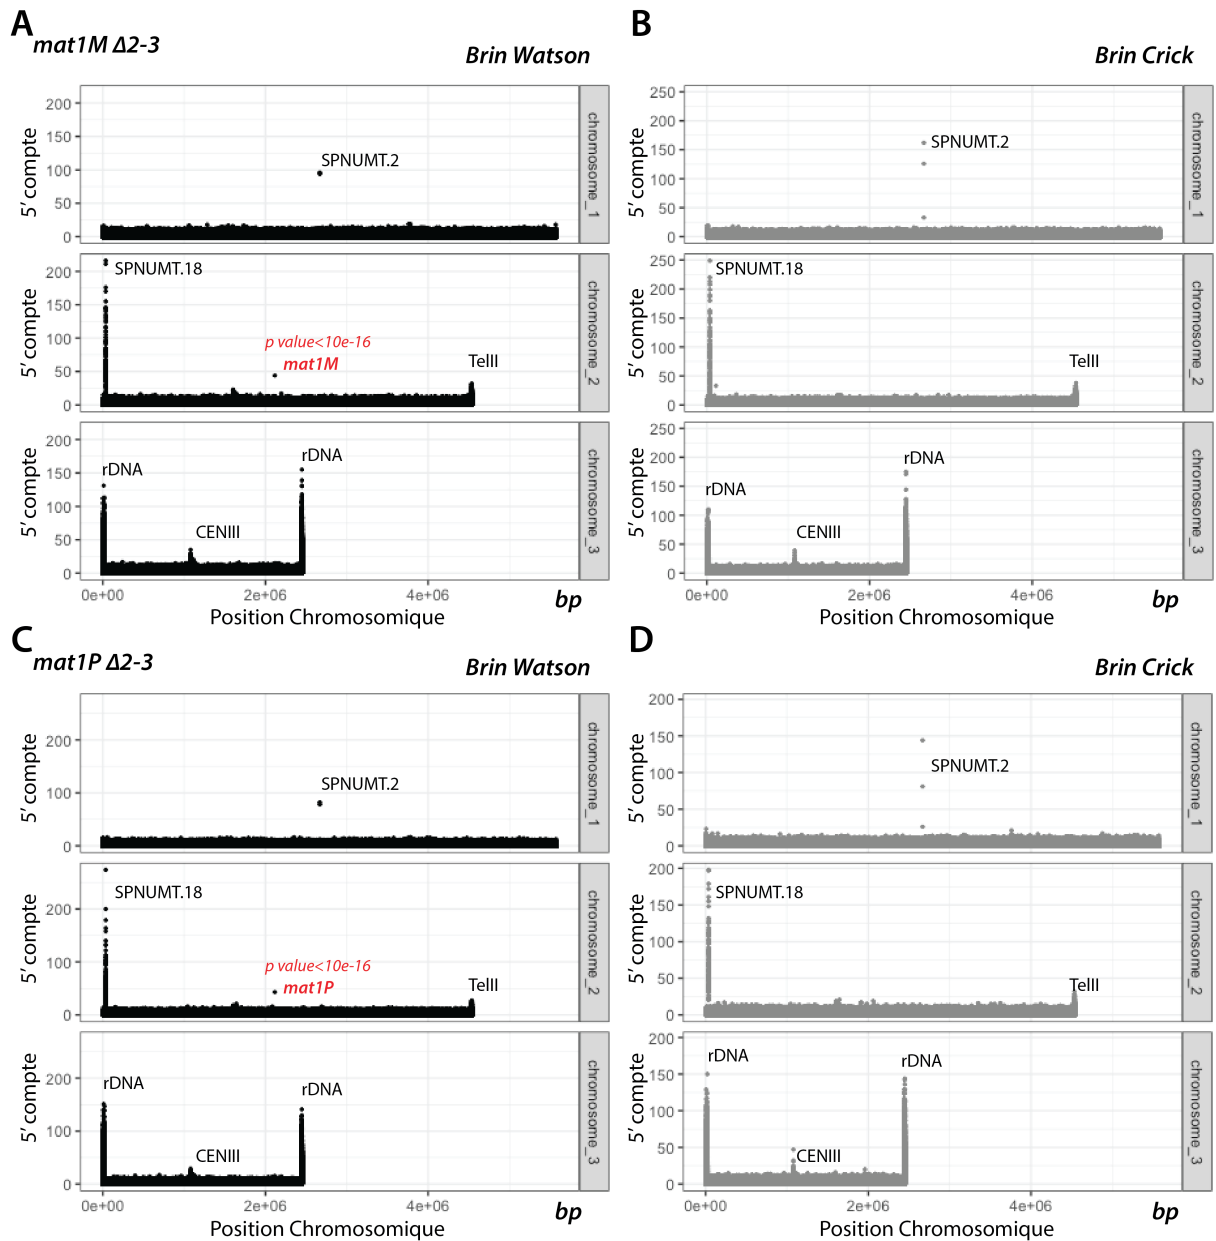 A
mat1M Δ2-3
Brin Watson
200
150
100
50
0
5’ compte
SPNUMT.2
chromosome_1
200
150
100
50
0
5’ compte
SPNUMT.18
p value<10e-16
mat1M
TelII
chromosome_2
200
150
100
50
0
5’ compte
rDNA
CENIII
rDNA
chromosome_3
0e+00
2e+06
4e+06
Position Chromosomique
bp
B
Brin Crick
250
200
150
100
50
0
5’ compte
SPNUMT.2
chromosome_1
250
200
150
100
50
0
5’ compte
SPNUMT.18
TelII
chromosome_2
250
200
150
100
50
0
5’ compte
rDNA
CENIII
rDNA
chromosome_3
0e+00
2e+06
4e+06
Position Chromosomique
bp
C
mat1P Δ2-3
Brin Watson
200
100
0
5’ compte
SPNUMT.2
chromosome_1
200
100
0
5’ compte
SPNUMT.18
p value<10e-16
mat1P
TelII
chromosome_2
200
100
0
5’ compte
rDNA
CENIII
rDNA
chromosome_3
0e+00
2e+06
4e+06
Position Chromosomique
bp
D
Brin Crick
200
150
100
50
0
5’ compte
SPNUMT.2
chromosome_1
200
150
100
50
0
5’ compte
SPNUMT.18
TelII
chromosome_2
200
150
100
50
0
5’ compte
rDNA
CENIII
rDNA
chromosome_3
0e+00
2e+06
4e+06
Position Chromosomique
bp